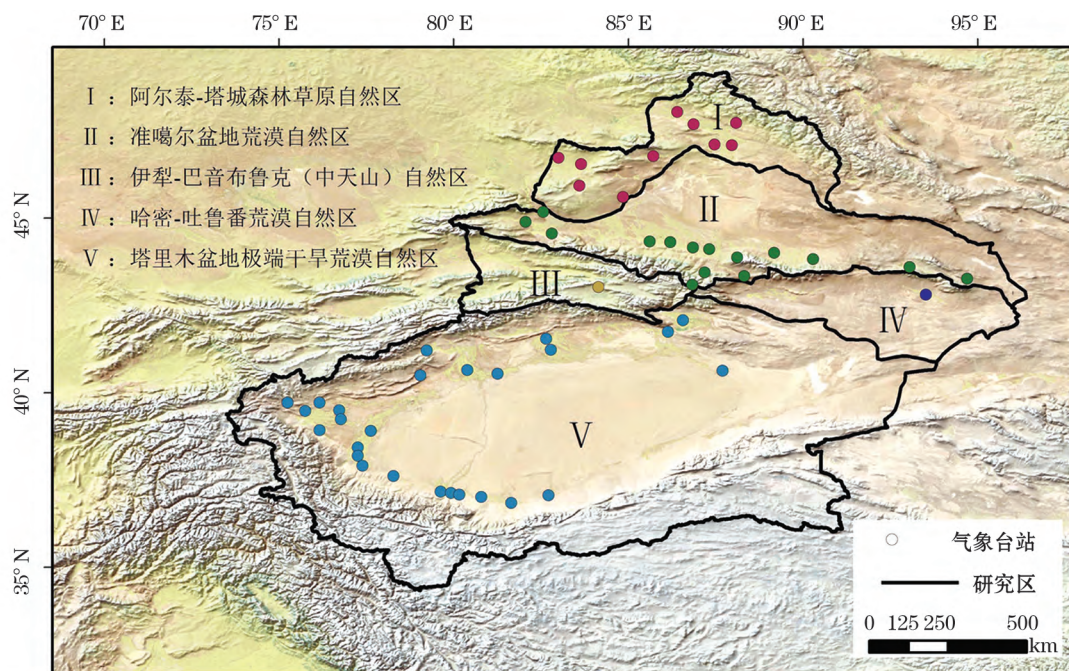 70° E 75° E 80° E 85° E 90° E 95° E
Ⅰ：阿尔泰-塔城森林草原自然区
Ⅱ：准噶尔盆地荒漠自然区
Ⅲ：伊犁-巴音布鲁克（中天山）自然区
Ⅳ：哈密-吐鲁番荒漠自然区
Ⅴ：塔里木盆地极端干旱荒漠自然区
45° N
40° N
35° N
Ⅰ
Ⅱ
Ⅲ
Ⅳ
Ⅴ
气象台站
研究区
0 125 250 500
km